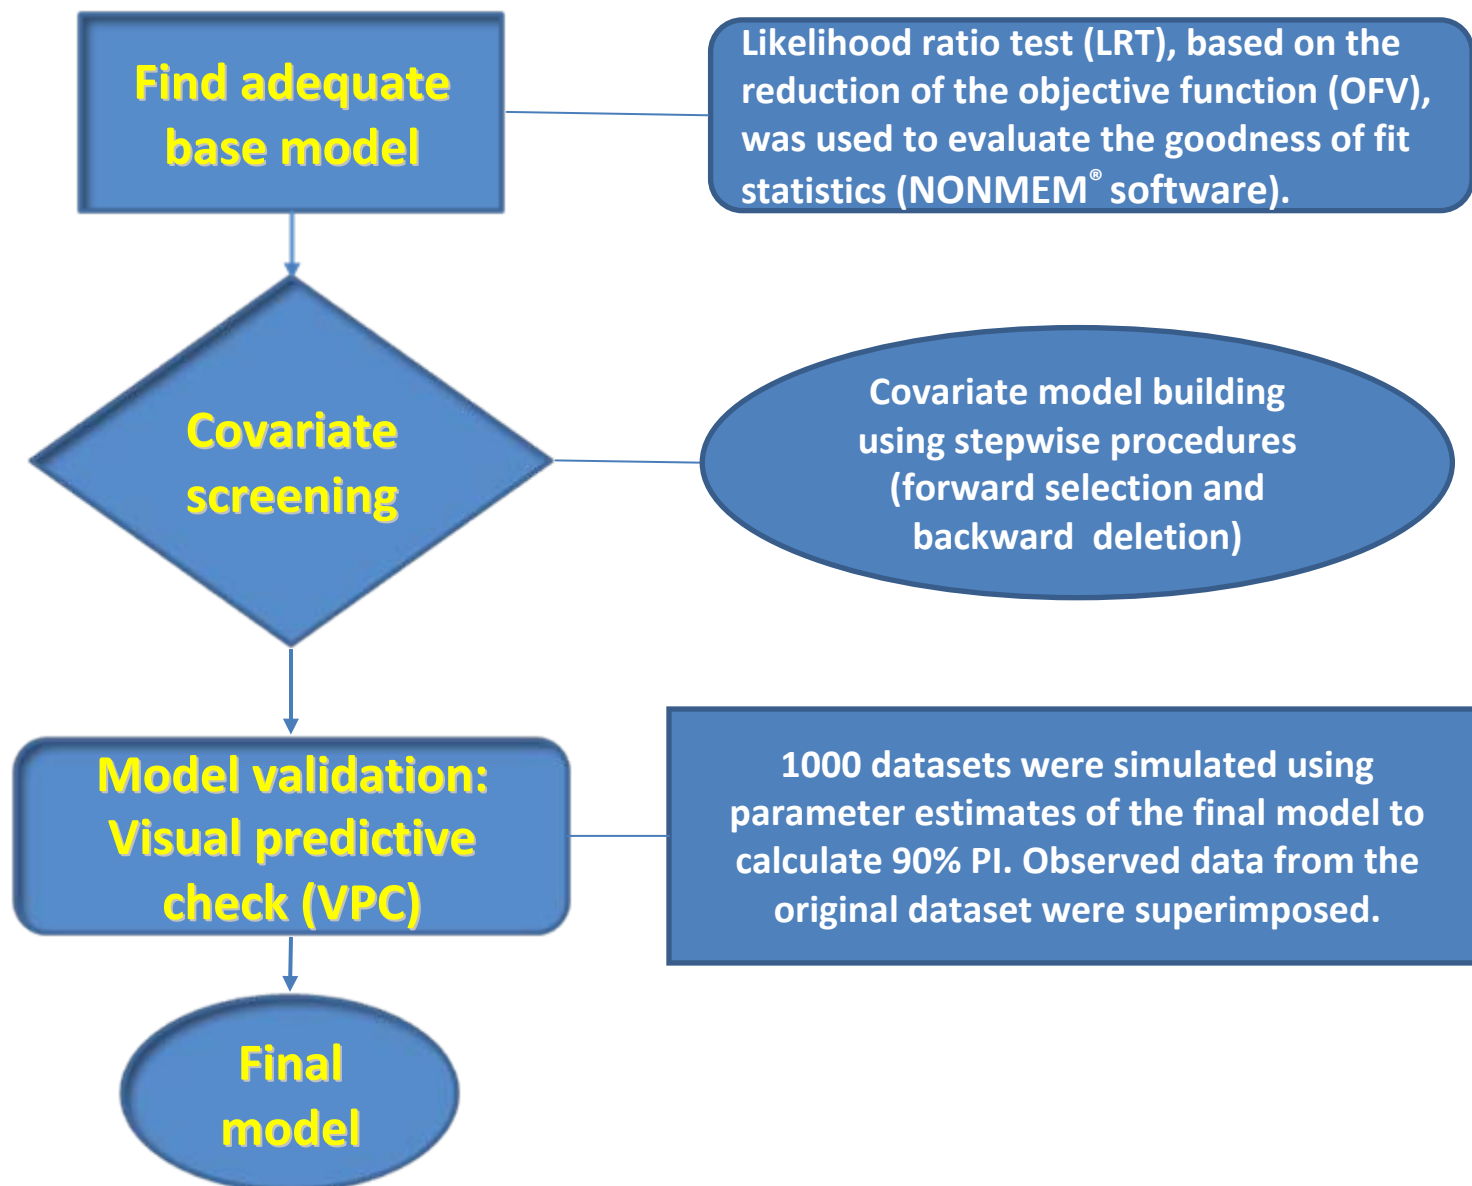 Find adequate
base model
Likelihood ratio test (LRT), based on the
reduction of the objective function (OFV),
was used to evaluate the goodness of fit
statistics (NONMEM® software).
Covariate
screening
Covariate model building
using stepwise procedures
(forward selection and
backward deletion)
Model validation:
Visual predictive
check (VPC)
1000 datasets were simulated using
parameter estimates of the final model to
calculate 90% PI. Observed data from the
original dataset were superimposed.
Final
model